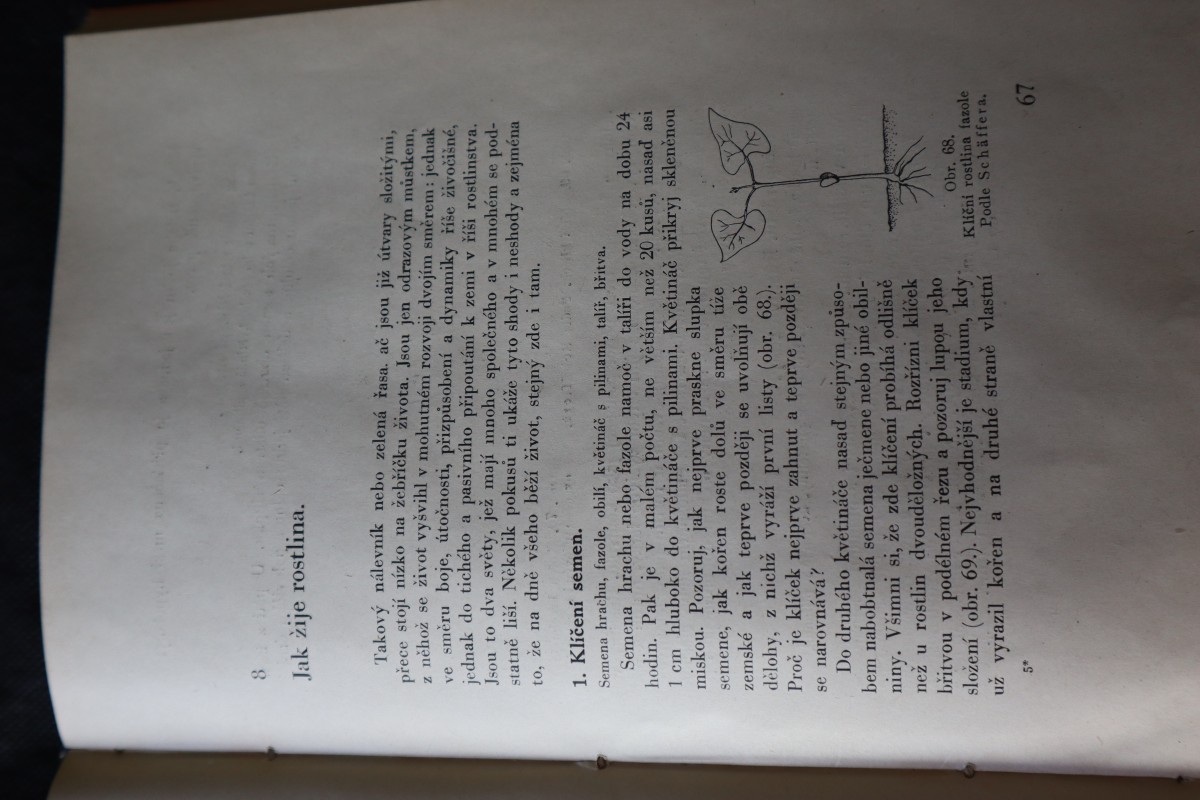 8
Jak žije rostlina.
Takový nálevník nebo zelená řasa. ač jsou již útvary složitými,
přece stojí nízko na žebříčku života. Jsou jen odrazovým můstkem,
z něhož se život vyšvihl v mohutném rozvoji dvojím směrem: jednak
ve směru boje, útočnosti, přizpůsobení a dynamiky říše živočišné,
jednak do tichého a pasivního připoutání k zemi v říši rostlinstva.
Jsou to dva světy, jež mají mnoho společného a v mnohém se pod-
statně liší. Několik pokusů ti ukáže tyto shody i neshody a zejména
to, že na dně všeho běží život, stejný zde i tam.
1. Klíčení semen.
Semena hrachu, fazole, obilí, květináč s pilinami, talíř, břitva.
Semena hrachu nebo fazole namoč v talíři do vody na dobu 24
hodin. Pak je v malém počtu, ne větším než 20 kusů, nasaď asi
1 cm hluboko do květináče s pilinami. Květináč přikryj skleněnou
miskou. Pozoruj, jak nejprve praskne slupka
semene, jak kořen roste dolů ve směru tíže
zemské a jak teprve později se uvolňují obě
dělohy, z nichž vyráží první listy (obr. 68.).
Proč je klíček nejprve zahnut a teprve později
se narovnává?
Do druhého květináče nasaď stejným způso-
bem nabobtnalá semena ječmene nebo jiné obil-
niny. Všimni si, že zde klíčení probíhá odlišně
než u rostlin dvouděložných. Rozřízni klíček
břitvou v podélném řezu a pozoruj lupou jeho
složení (obr. 69.). Nejvhodnější je stadium, kdy
už vyrazil kořen a na druhé straně vlastní
Obr. 68.
Klíční rostlina fazole
Podle Schäffera.
5*
67